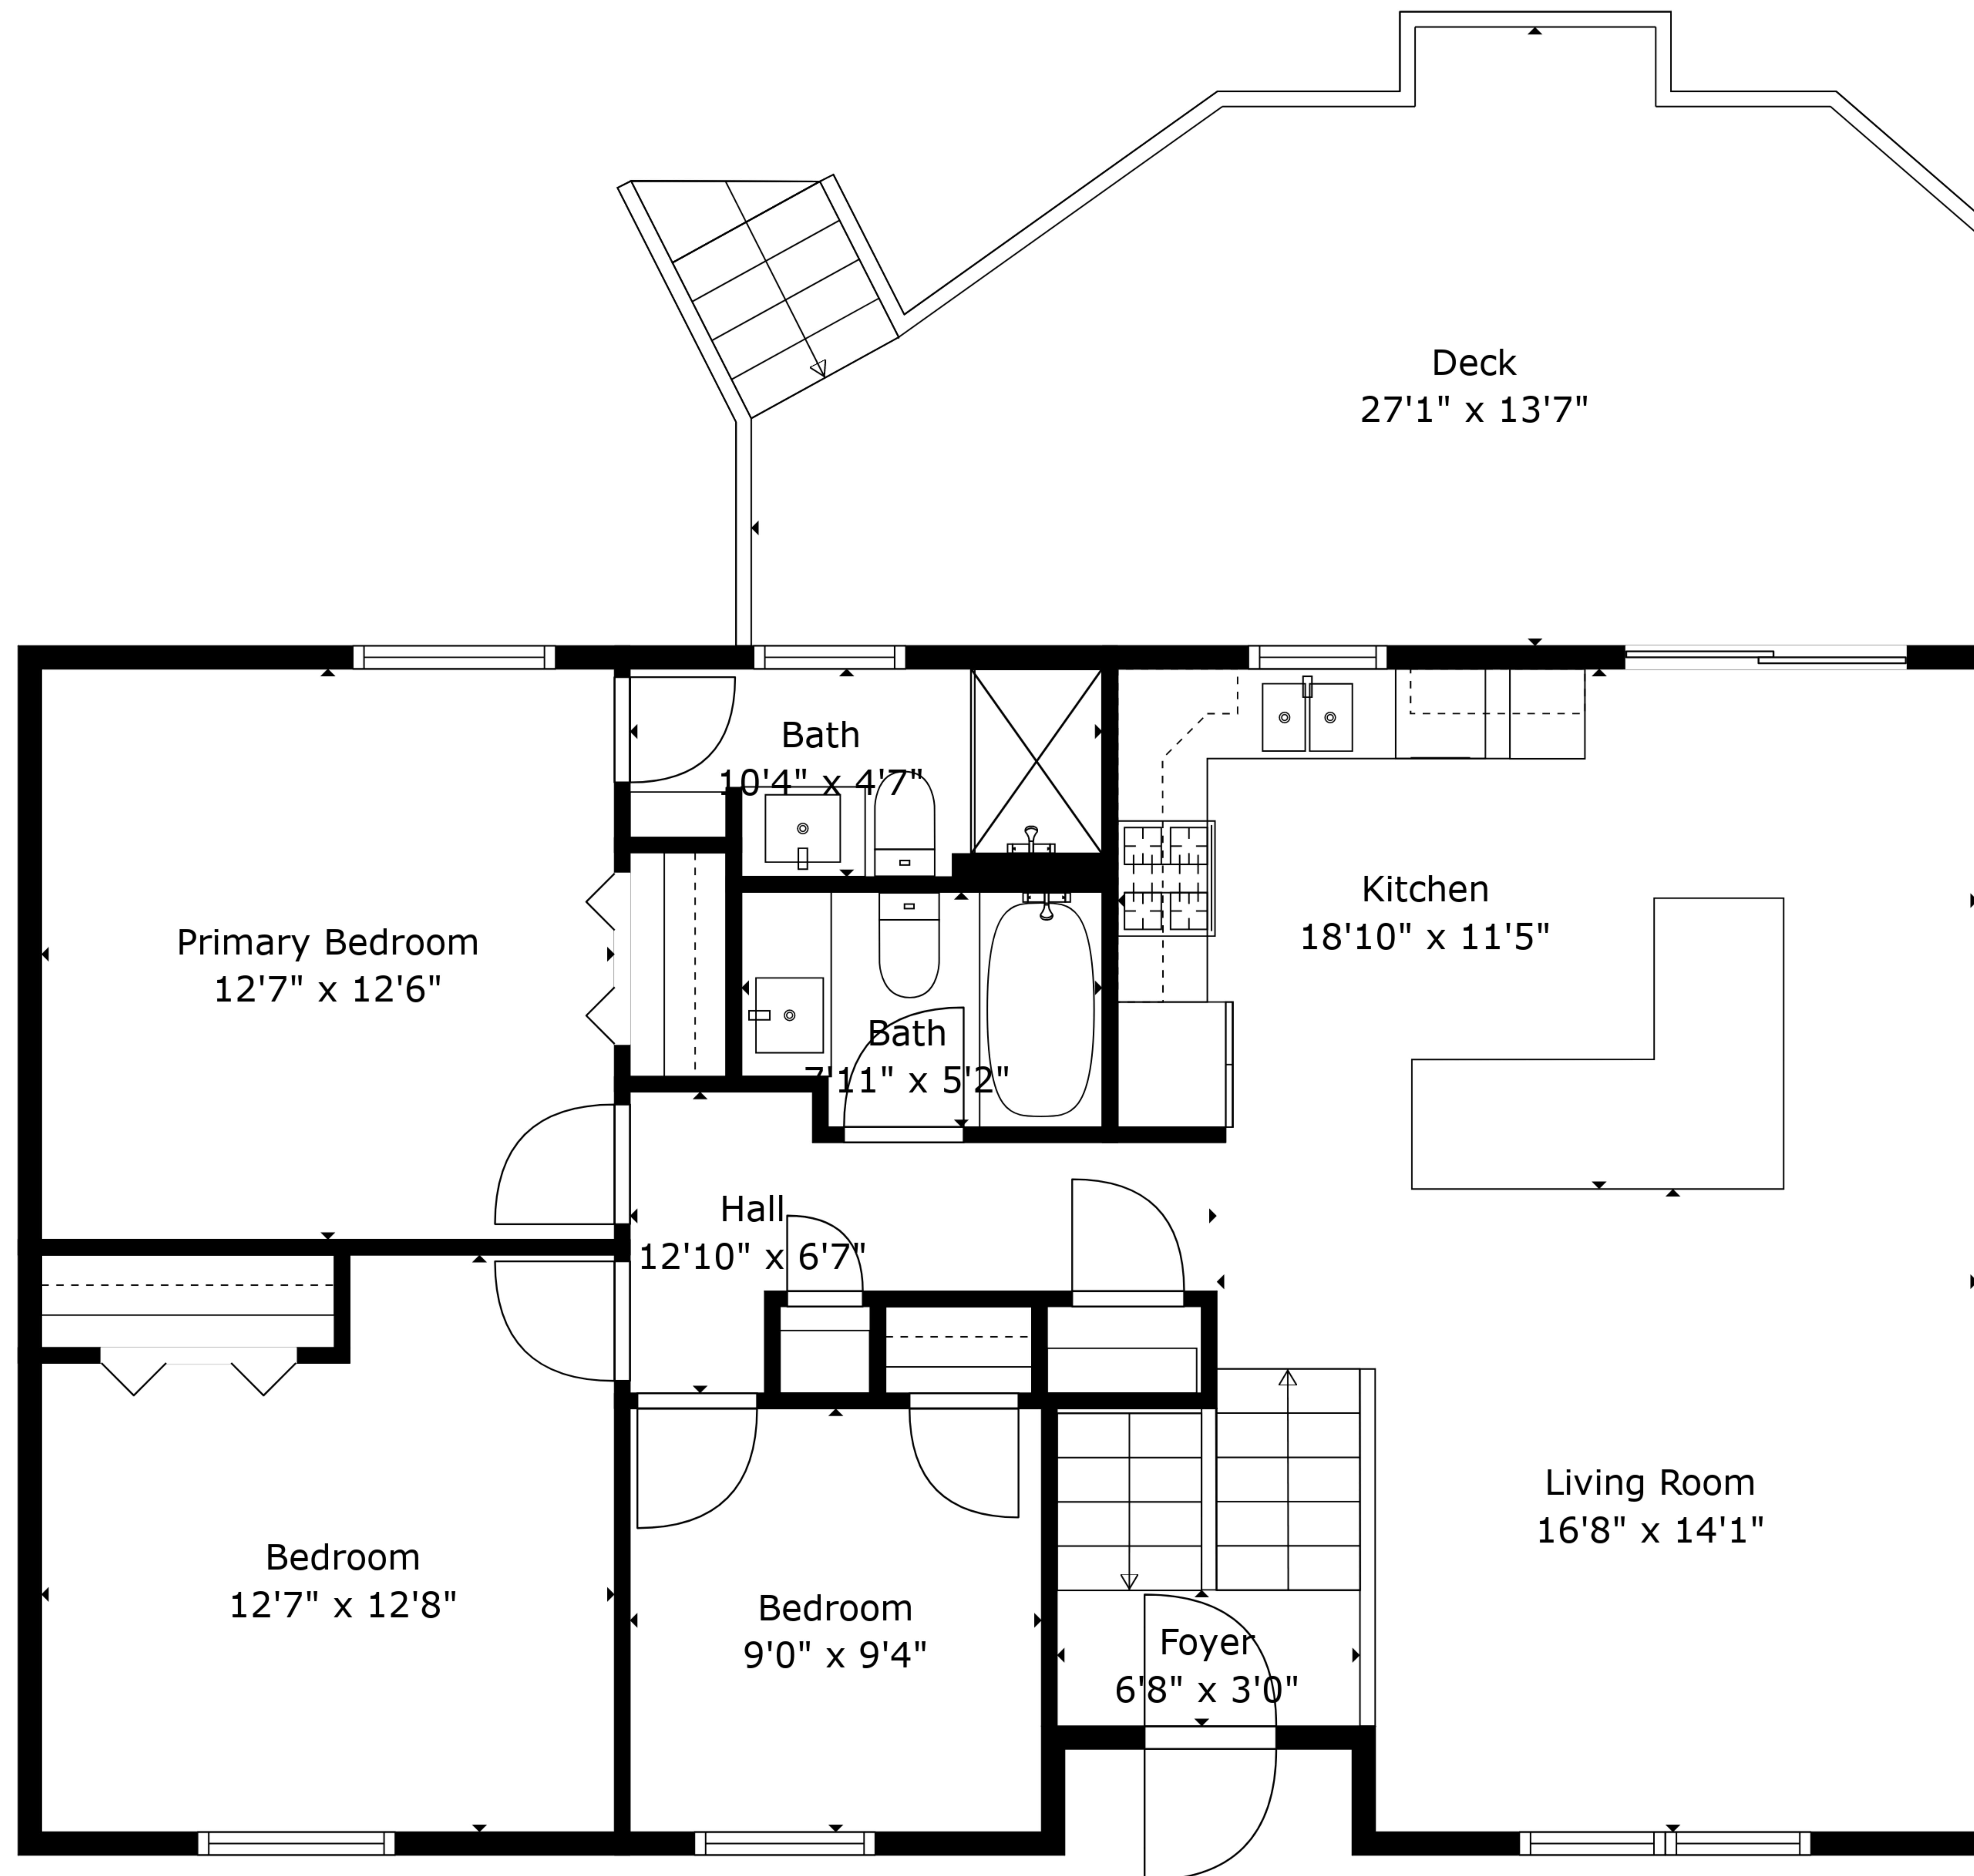 Deck
27'1" x 13'7"
Bath
10'4" x 4'7"
Kitchen
18'10" x 11'5"
Primary Bedroom
12'7" x 12'6"
Bath
7'11" x 5'2"
Hall
12'10" x 6'7"
Living Room
16'8" x 14'1"
Bedroom
12'7" x 12'8"
Bedroom
9'0" x 9'4"
Foyer
6'8" x 3'0"